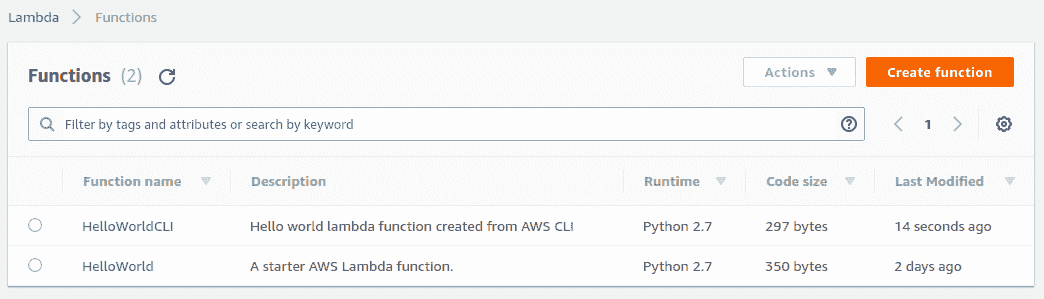 Lambda > Functions
Functions (2)
Actions Create function
Filter by tags and attributes or search by keyword
1
Function name Description Runtime Code size Last Modified
HelloWorldCLI Hello world lambda function created from AWS CLI Python 2.7 297 bytes 14 seconds ago
HelloWorld A starter AWS Lambda function. Python 2.7 350 bytes 2 days ago